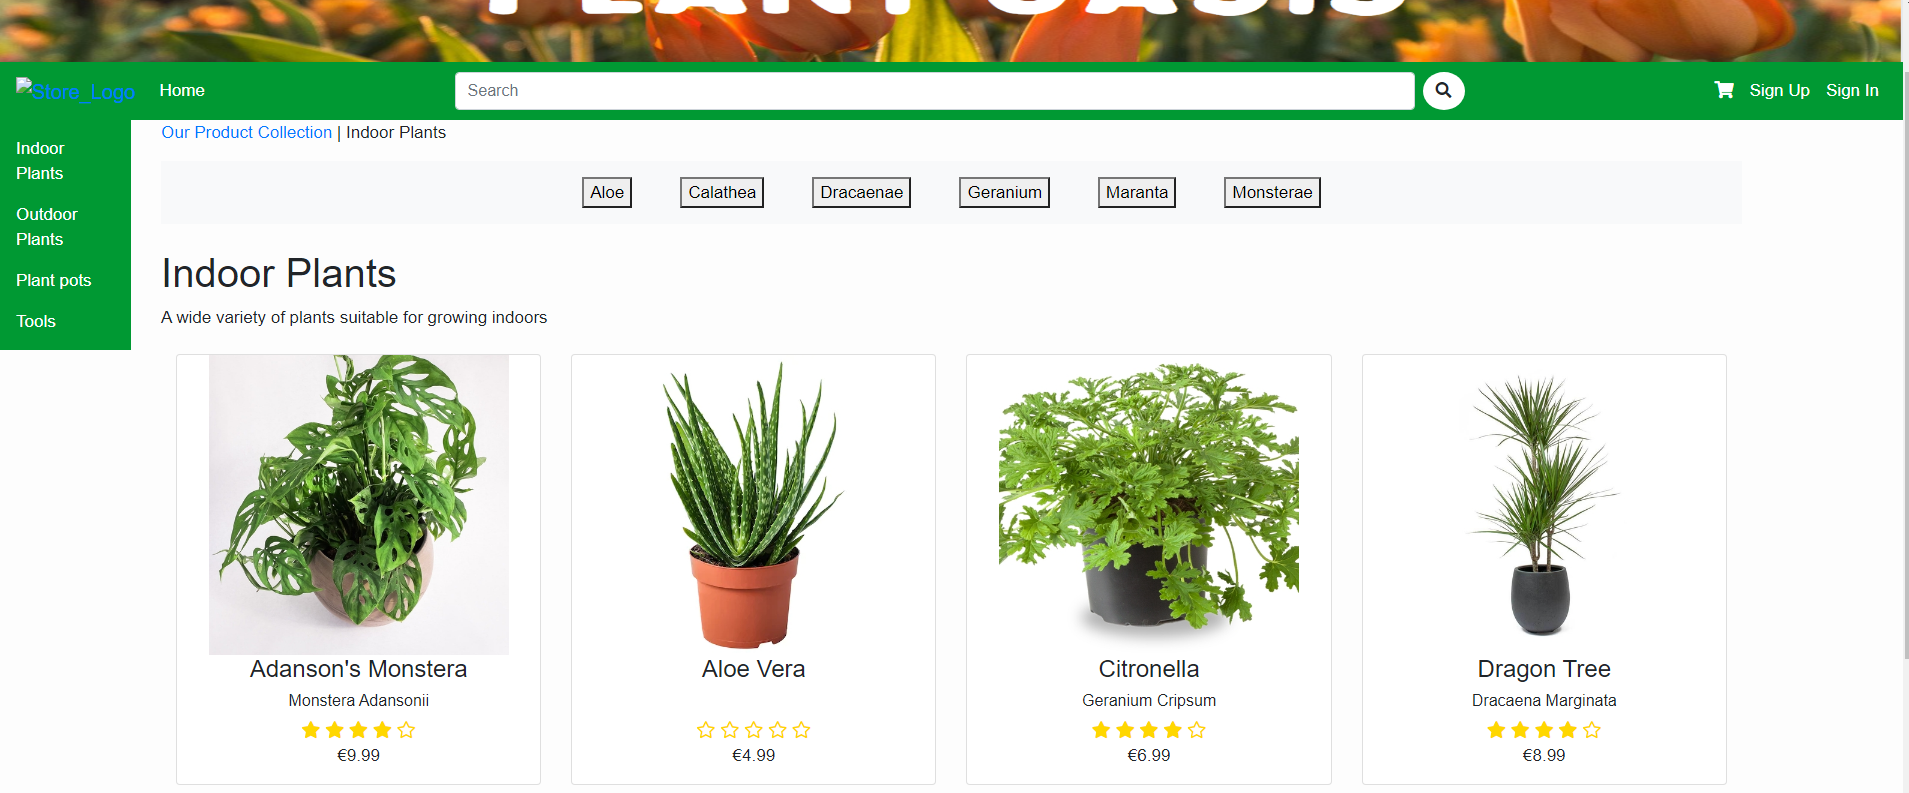 PLANT OASIS
Store_Logo
Home
Search
Sign Up
Sign In
Indoor
Plants
Outdoor
Plants
Plant pots
Tools
Our Product Collection | Indoor Plants
Aloe
Calathea
Dracaenae
Geranium
Maranta
Monsterae
Indoor Plants
A wide variety of plants suitable for growing indoors
Adanson's Monstera
Monstera Adansonii
€9.99
Aloe Vera
€4.99
Citronella
Geranium Cripsum
€6.99
Dragon Tree
Dracaena Marginata
€8.99